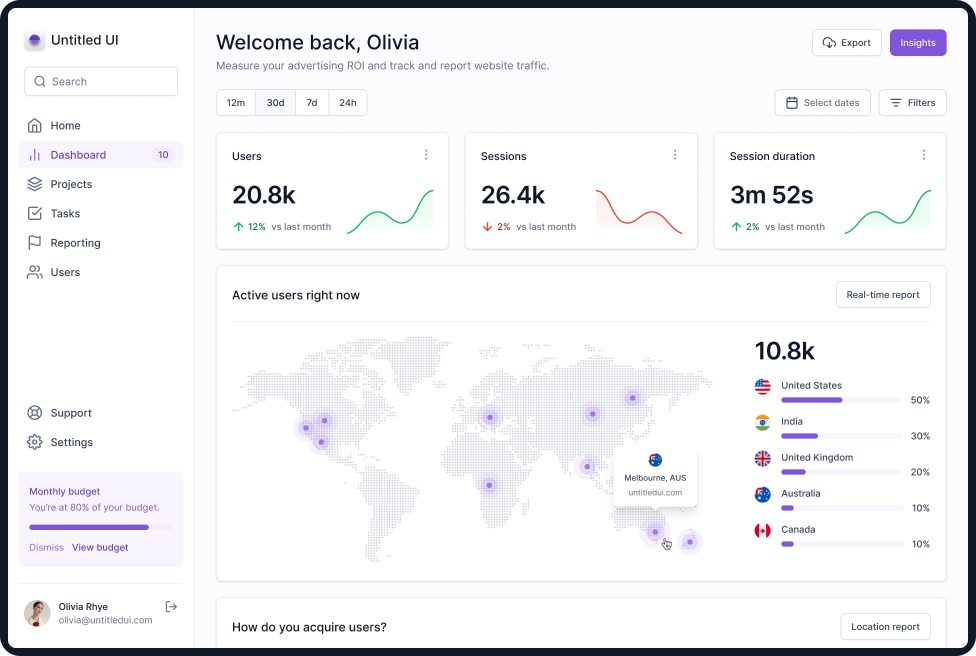 Untitled UI
Search
Home
Dashboard 10
Projects
Tasks
Reporting
Users
Support
Settings
Monthly budget
You're at 80% of your budget.
Dismiss View budget
Olivia Rhye
olivia@untitledui.com
Welcome back, Olivia
Measure your advertising ROI and track and report website traffic.
Export Insights
12m 30d 7d 24h
Select dates Filters
Users
20.8k
12% vs last month
Sessions
26.4k
2% vs last month
Session duration
3m 52s
2% vs last month
Active users right now
Real-time report
Melbourne, AUS
untitledui.com
10.8k
United States
50%
India
30%
United Kingdom
20%
Australia
10%
Canada
10%
How do you acquire users?
Location report